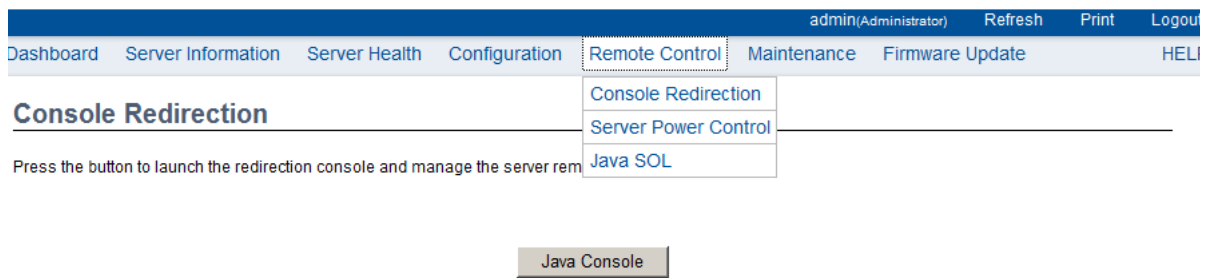 admin(Administrator) Refresh Print Logout
Dashboard Server Information Server Health Configuration Remote Control Maintenance Firmware Update
Console Redirection
Console Redirection
Server Power Control
Java SOL
Press the button to launch the redirection console and manage the server rem
Java Console